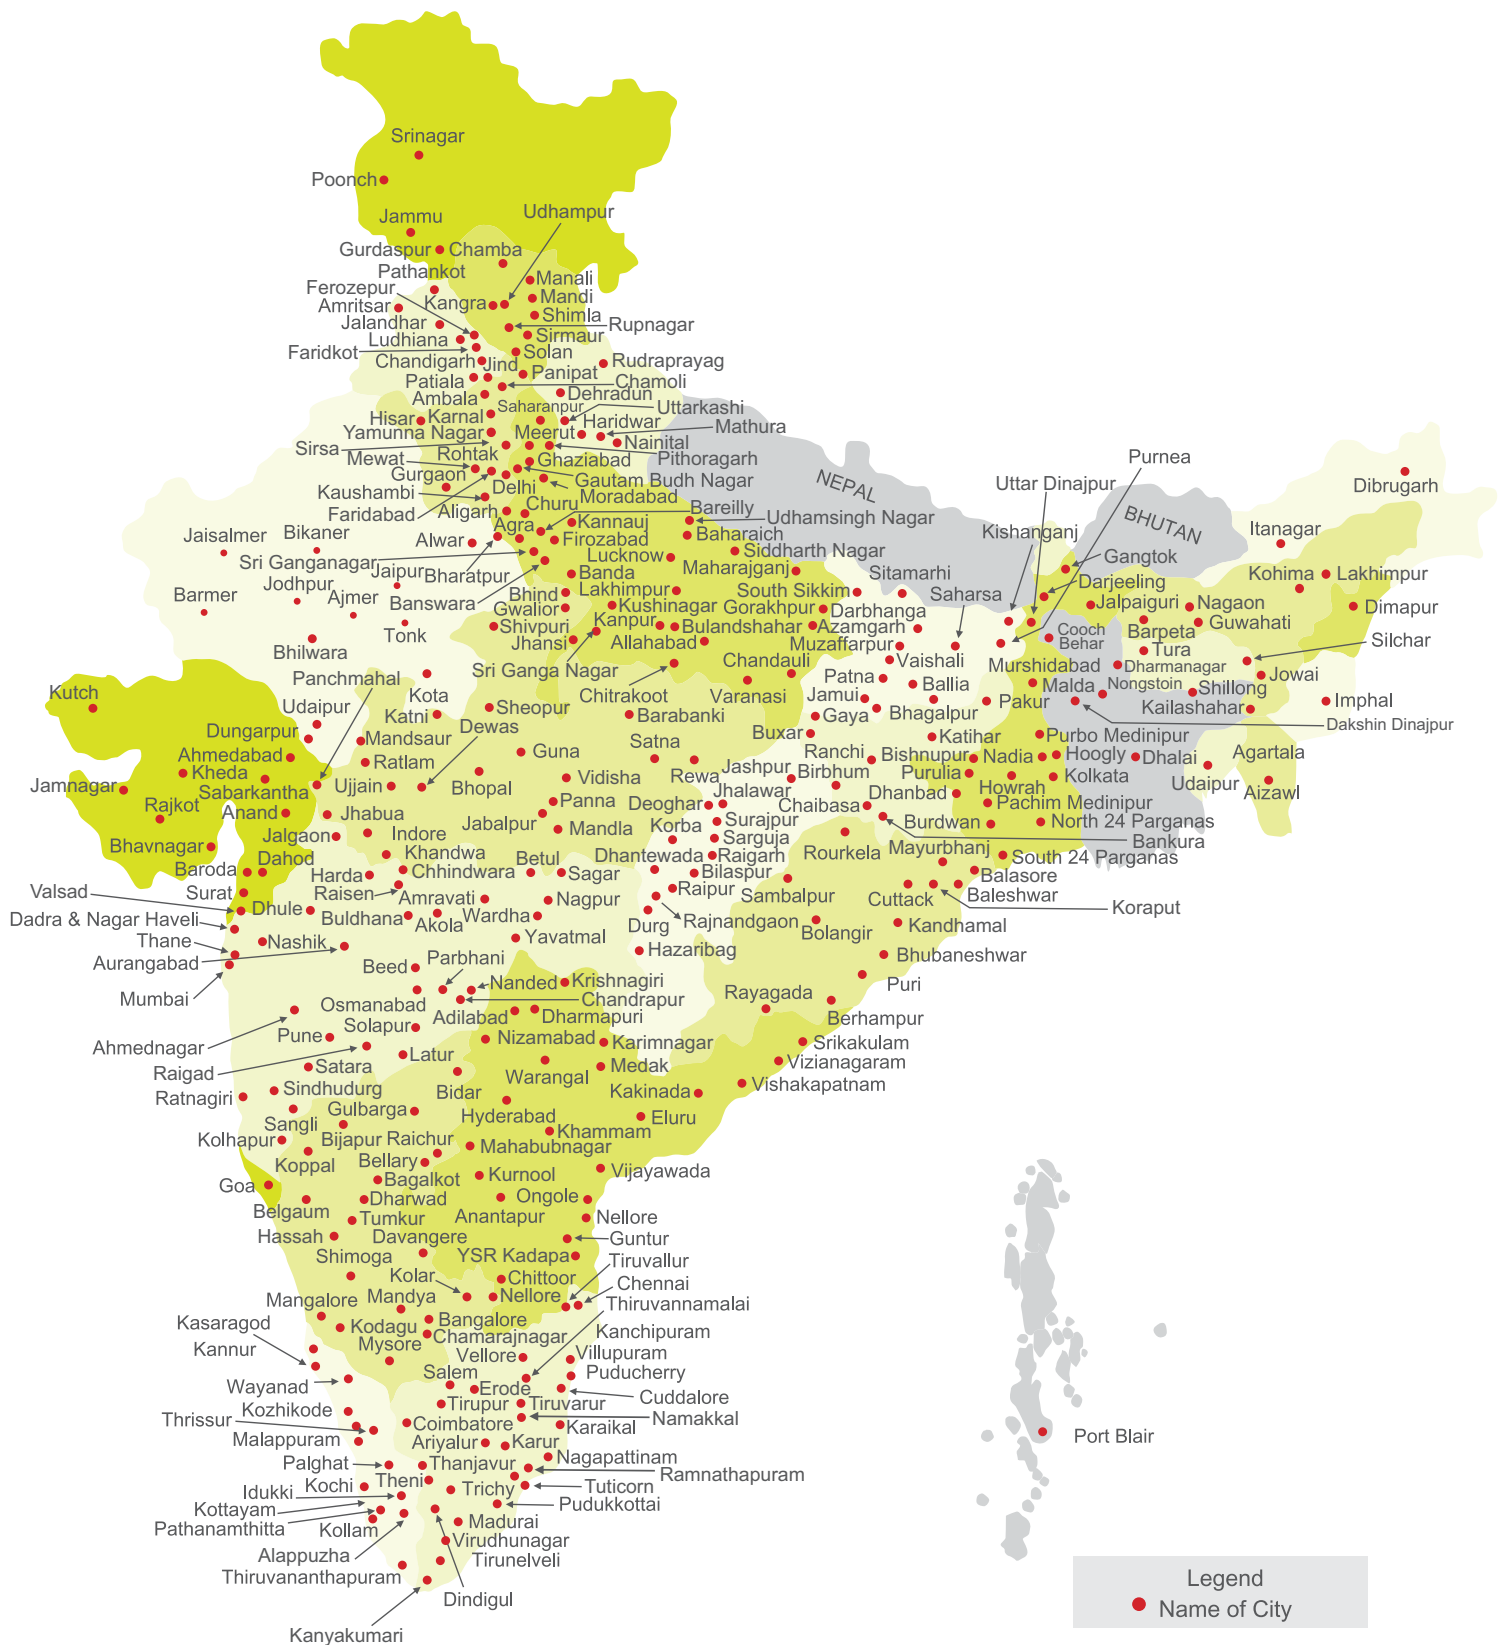 Srinagar
Poonch
Jammu
Udhampur
Gurdaspur
Chamba
Pathankot
Manali
Ferozepur
Mandi
Amritsar
Kangra
Shimla
Jalandhar
Rupnagar
Ludhiana
Sirmaur
Faridkot
Solan
Chandigarh
Jind
Rudraprayag
Patiala
Panipat
Chamoli
Ambala
Dehradun
Saharanpur
Uttarkashi
Hisar
Karnal
Haridwar
Mathura
Yamunna Nagar
Meerut
Nainital
Sirsa
Rohtak
Pithoragarh
Mewat
Ghaziabad
Gurgaon
Gautam Budh Nagar
Delhi
Moradabad
Kaushambi
Churu
Faridabad
Aligarh
Bareilly
NEPAL
Purnea
Uttar Dinajpur
Dibrugarh
BHUTAN
Jaisalmer
Bikaner
Agra
Kannauj
Udhamsingh Nagar
Kishanganj
Itanagar
Alwar
Firozabad
Baharaich
Sri Ganganagar
Lucknow
Siddharth Nagar
Gangtok
Jodhpur
Jaipur
Bharatpur
Banda
Maharajganj
Sitamarhi
Darjeeling
Kohima
Lakhimpur
Barmer
Ajmer
Banswara
Bhind
Lakhimpur
South Sikkim
Saharsa
Jalpaiguri
Nagaon
Dimapur
Gwalior
Kushinagar
Gorakhpur
Darbhanga
Guwahati
Tonk
Shivpuri
Kanpur
Bulandshahar
Azamgarh
Cooch
Behar
Barpeta
Silchar
Bhilwara
Jhansi
Allahabad
Muzaffarpur
Tura
Panchmahal
Sri Ganga Nagar
Chandauli
Vaishali
Murshidabad
Dharmanagar
Jowai
Kutch
Kota
Chitrakoot
Varanasi
Patna
Ballia
Malda
Nongstoin
Shillong
Udaipur
Katni
Sheopur
Jamui
Pakur
Kailashahar
Imphal
Dungarpur
Dewas
Barabanki
Gaya
Bhagalpur
Dakshin Dinajpur
Mandsaur
Buxar
Katihar
Purbo Medinipur
Ahmedabad
Guna
Satna
Ranchi
Bishnupur
Nadia
Hoogly
Dhalai
Agartala
Kheda
Ratlam
Rewa
Jashpur
Birbhum
Purulia
Kolkata
Udaipur
Jamnagar
Sabarkantha
Ujjain
Bhopal
Vidisha
Jhalawar
Dhanbad
Howrah
Aizawl
Rajkot
Anand
Jhabua
Panna
Deoghar
Chaibasa
Pachim Medinipur
Jabalpur
Surajpur
Burdwan
North 24 Parganas
Bhavnagar
Jalgaon
Indore
Mandla
Korba
Sarguja
Rourkela
Mayurbhanj
Bankura
Dahod
Khandwa
Dhantewada
Raigarh
South 24 Parganas
Baroda
Harda
Chhindwara
Betul
Sagar
Bilaspur
Balasore
Valsad
Surat
Raisen
Amravati
Nagpur
Raipur
Sambalpur
Cuttack
Baleshwar
Koraput
Dadra & Nagar Haveli
Dhule
Buldhana
Akola
Wardha
Durg
Rajnandgaon
Bolangir
Kandhamal
Thane
Nashik
Yavatmal
Hazaribag
Bhubaneshwar
Aurangabad
Beed
Parbhani
Puri
Mumbai
Nanded
Krishnagiri
Rayagada
Osmanabad
Chandrapur
Berhampur
Solapur
Adilabad
Dharmapuri
Ahmednagar
Pune
Nizamabad
Karimnagar
Srikakulam
Raigad
Latur
Medak
Vizianagaram
Satara
Warangal
Vishakapatnam
Ratnagiri
Sindhudurg
Bidar
Kakinada
Gulbarga
Hyderabad
Eluru
Sangli
Kolhapur
Bijapur
Raichur
Khammam
Mahabubnagar
Koppal
Bellary
Vijayawada
Goa
Bagalkot
Kurnool
Dharwad
Ongole
Belgaum
Tumkur
Anantapur
Nellore
Hassah
Davangere
Guntur
Shimoga
YSR Kadapa
Tiruvallur
Kolar
Chittoor
Chennai
Mangalore
Mandya
Nellore
Thiruvannamalai
Kasaragod
Kodagu
Bangalore
Kanchipuram
Kannur
Mysore
Chamarajnagar
Vellore
Villupuram
Salem
Puducherry
Wayanad
Erode
Cuddalore
Kozhikode
Tirupur
Tiruvarur
Namakkal
Thrissur
Coimbatore
Karaikal
Malappuram
Ariyalur
Karur
Port Blair
Palghat
Thanjavur
Nagapattinam
Ramnathapuram
Kochi
Theni
Trichy
Tuticorn
Idukki
Pudukkottai
Kottayam
Pathanamthitta
Kollam
Madurai
Virudhunagar
Alappuzha
Tirunelveli
Thiruvananthapuram
Dindigul
Kanyakumari
Legend
Name of City